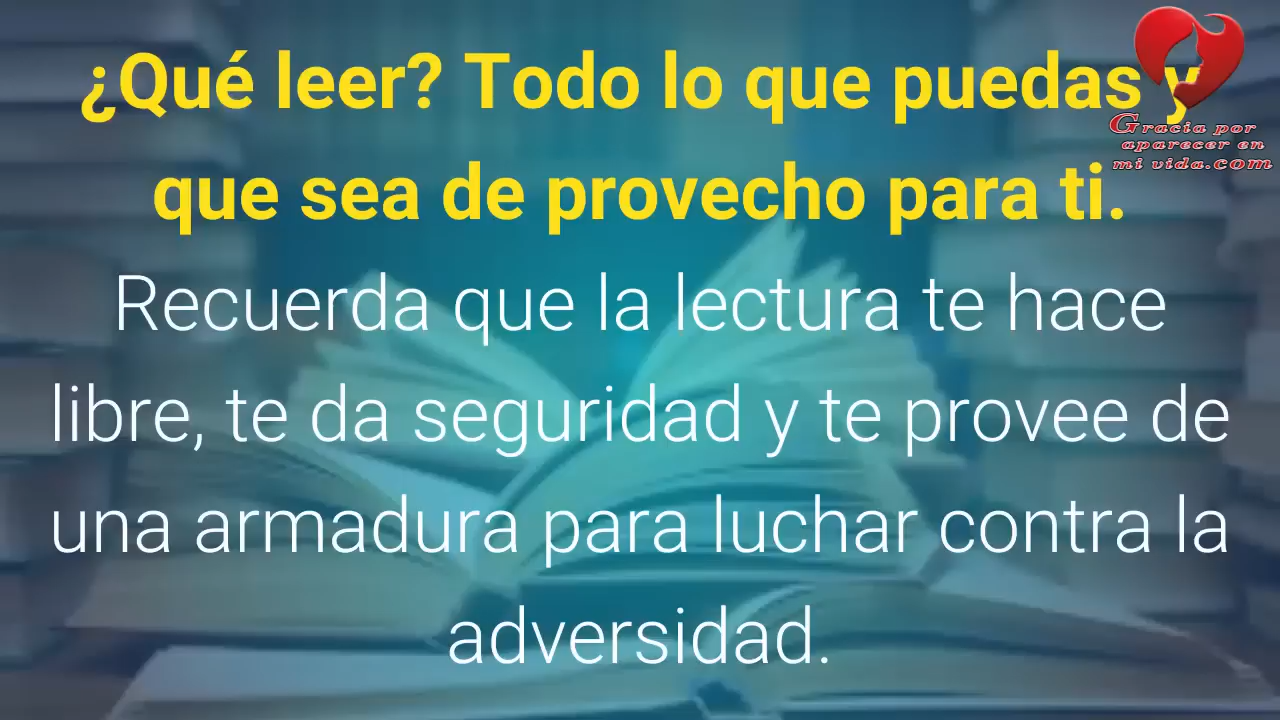 ¿Qué leer? Todo lo que puedas y
que sea de provecho para ti.
Recuerda que la lectura te hace
libre, te da seguridad y te provee de
una armadura para luchar contra la
adversidad.
Gracia por
aparecer en
mi vida.com